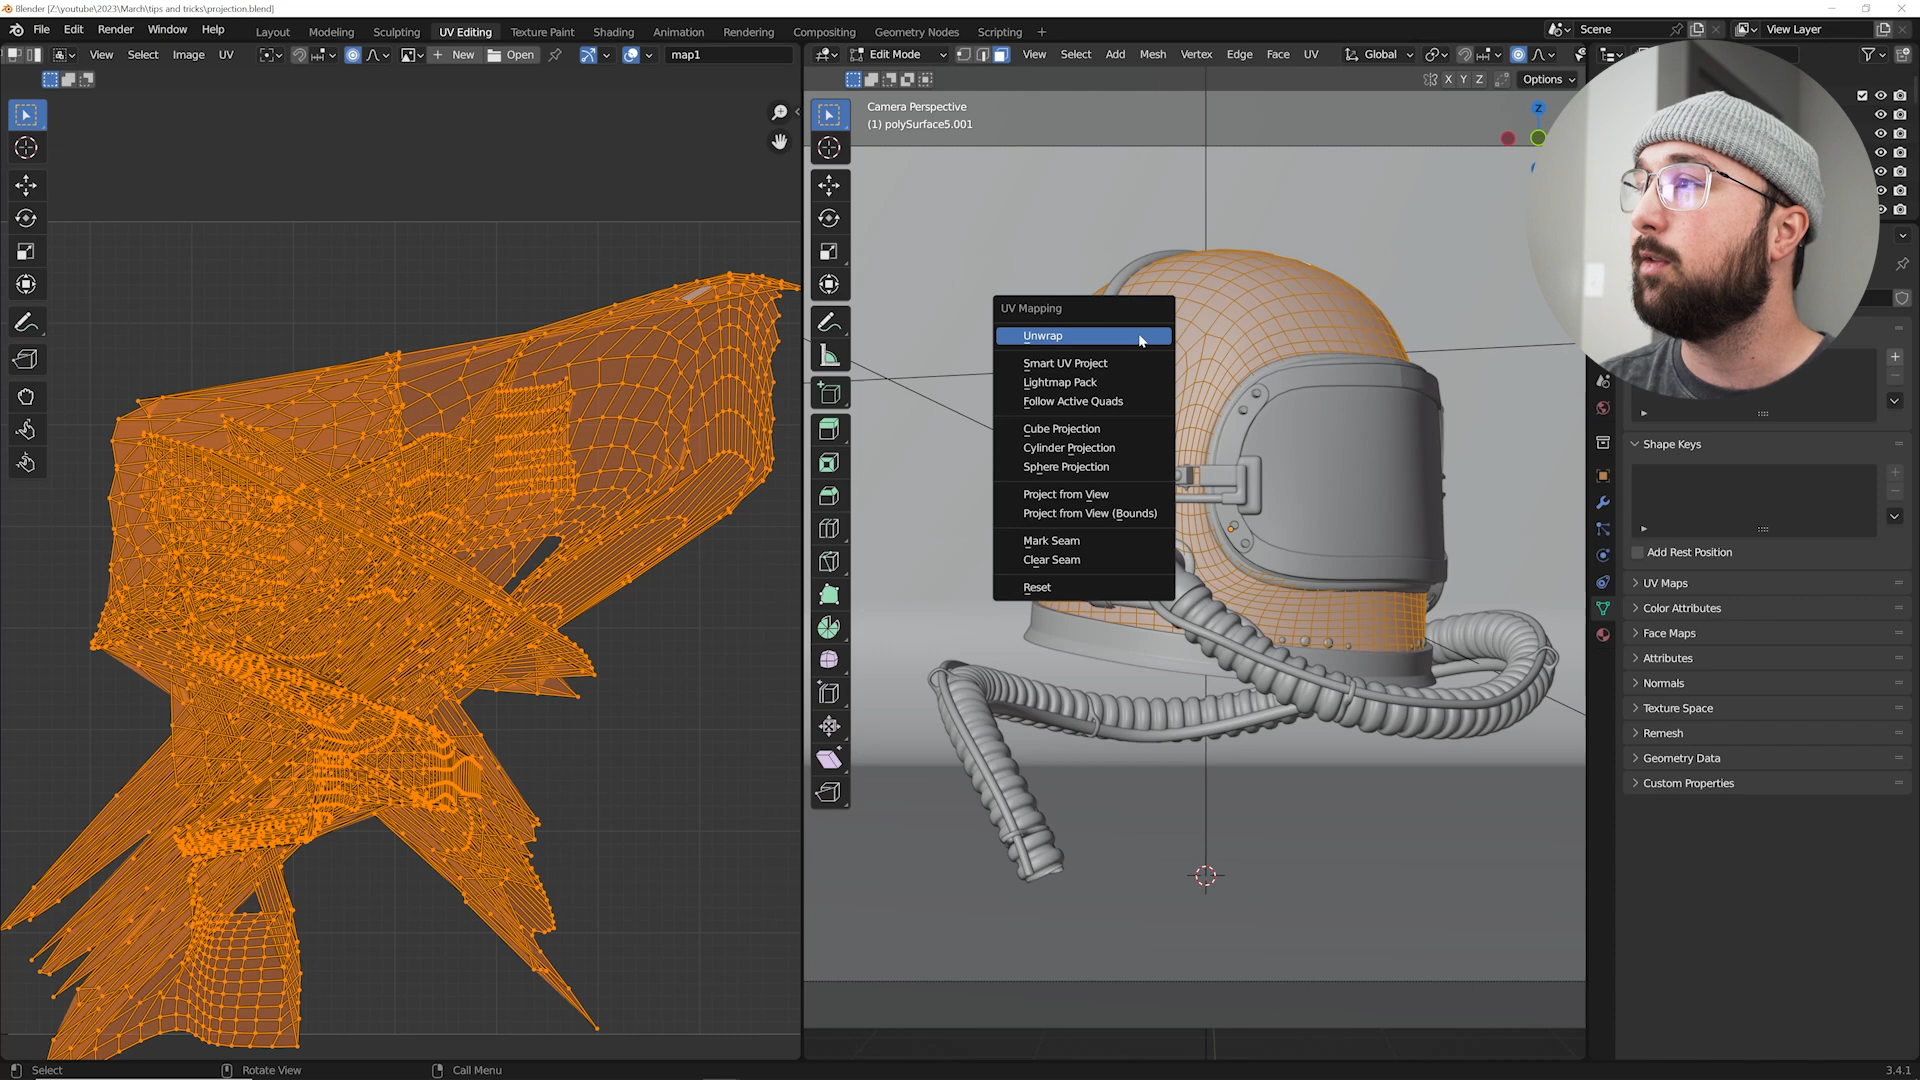 Blender [Z:\youtube\2023\March\tips and tricks\projection.blend]
File Edit Render Window Help Layout Modeling Sculpting UV Editing Texture Paint Shading Animation Rendering Compositing Geometry Nodes Scripting + Scene View Layer
View Select Image UV New Open map1 Edit Mode View Select Add Mesh Vertex Edge Face UV Global
X Y Z Options
Camera Perspective
(1) polySurface5.001
Z
UV Mapping
Unwrap
Smart UV Project
Lightmap Pack
Follow Active Quads
Cube Projection
Cylinder Projection
Sphere Projection
Project from View
Project from View (Bounds)
Mark Seam
Clear Seam
Reset
Shape Keys
Add Rest Position
UV Maps
Color Attributes
Face Maps
Attributes
Normals
Texture Space
Remesh
Geometry Data
Custom Properties
Select Rotate View Call Menu 3.4.1